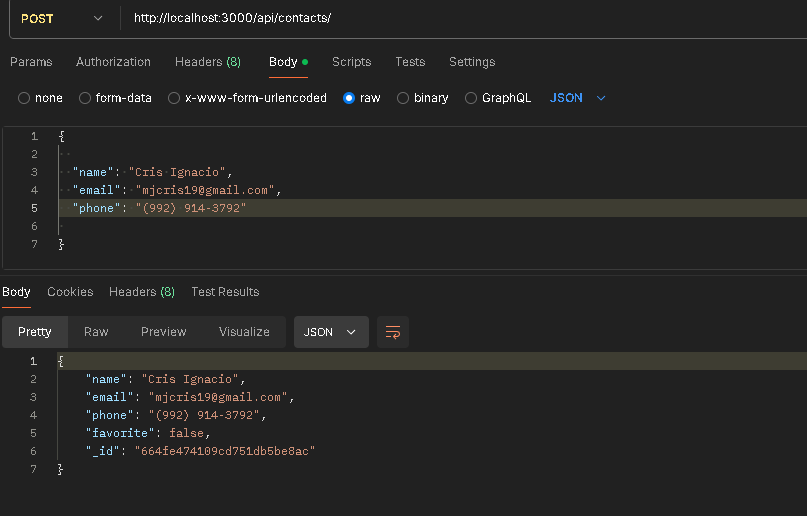 POST http://localhost:3000/api/contacts/
Params Authorization Headers (8) Body Scripts Tests Settings
none form-data x-www-form-urlencoded raw binary GraphQL JSON
1 {
2
3 "name": "Cris Ignacio",
4 "email": "mjcris19@gmail.com",
5 "phone": "(992) 914-3792"
6
7 }
Body Cookies Headers (8) Test Results
Pretty Raw Preview Visualize JSON
1 {
2 "name": "Cris Ignacio",
3 "email": "mjcris19@gmail.com",
4 "phone": "(992) 914-3792",
5 "favorite": false,
6 "_id": "664fe474109cd751db5be8ac"
7 }